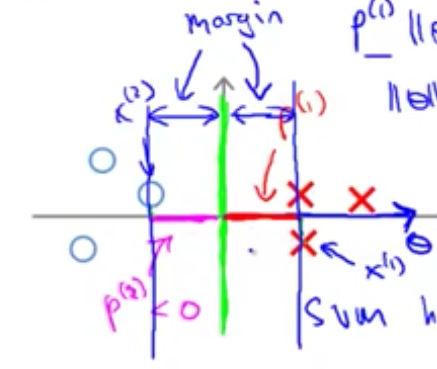 margin
p^(1) ||θ
||θ||
x^(2)
p^(1)
θ
x^(1)
p^(2) < 0
SVM h